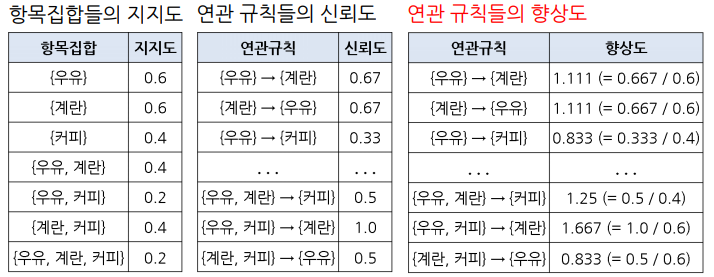 항목집합들의 지지도
항목집합 지지도
{우유} 0.6
{계란} 0.6
{커피} 0.4
{우유, 계란} 0.4
{우유, 커피} 0.2
{계란, 커피} 0.4
{우유, 계란, 커피} 0.2
연관 규칙들의 신뢰도
연관규칙 신뢰도
{우유} → {계란} 0.67
{계란} → {우유} 0.67
{우유} → {커피} 0.33
... ...
{우유, 계란} → {커피} 0.5
{우유, 커피} → {계란} 1.0
{계란, 커피} → {우유} 0.5
연관 규칙들의 향상도
연관규칙 향상도
{우유} → {계란} 1.111 (= 0.667 / 0.6)
{계란} → {우유} 1.111 (= 0.667 / 0.6)
{우유} → {커피} 0.833 (= 0.333 / 0.4)
... ...
{우유, 계란} → {커피} 1.25 (= 0.5 / 0.4)
{우유, 커피} → {계란} 1.667 (= 1.0 / 0.6)
{계란, 커피} → {우유} 0.833 (= 0.5 / 0.6)